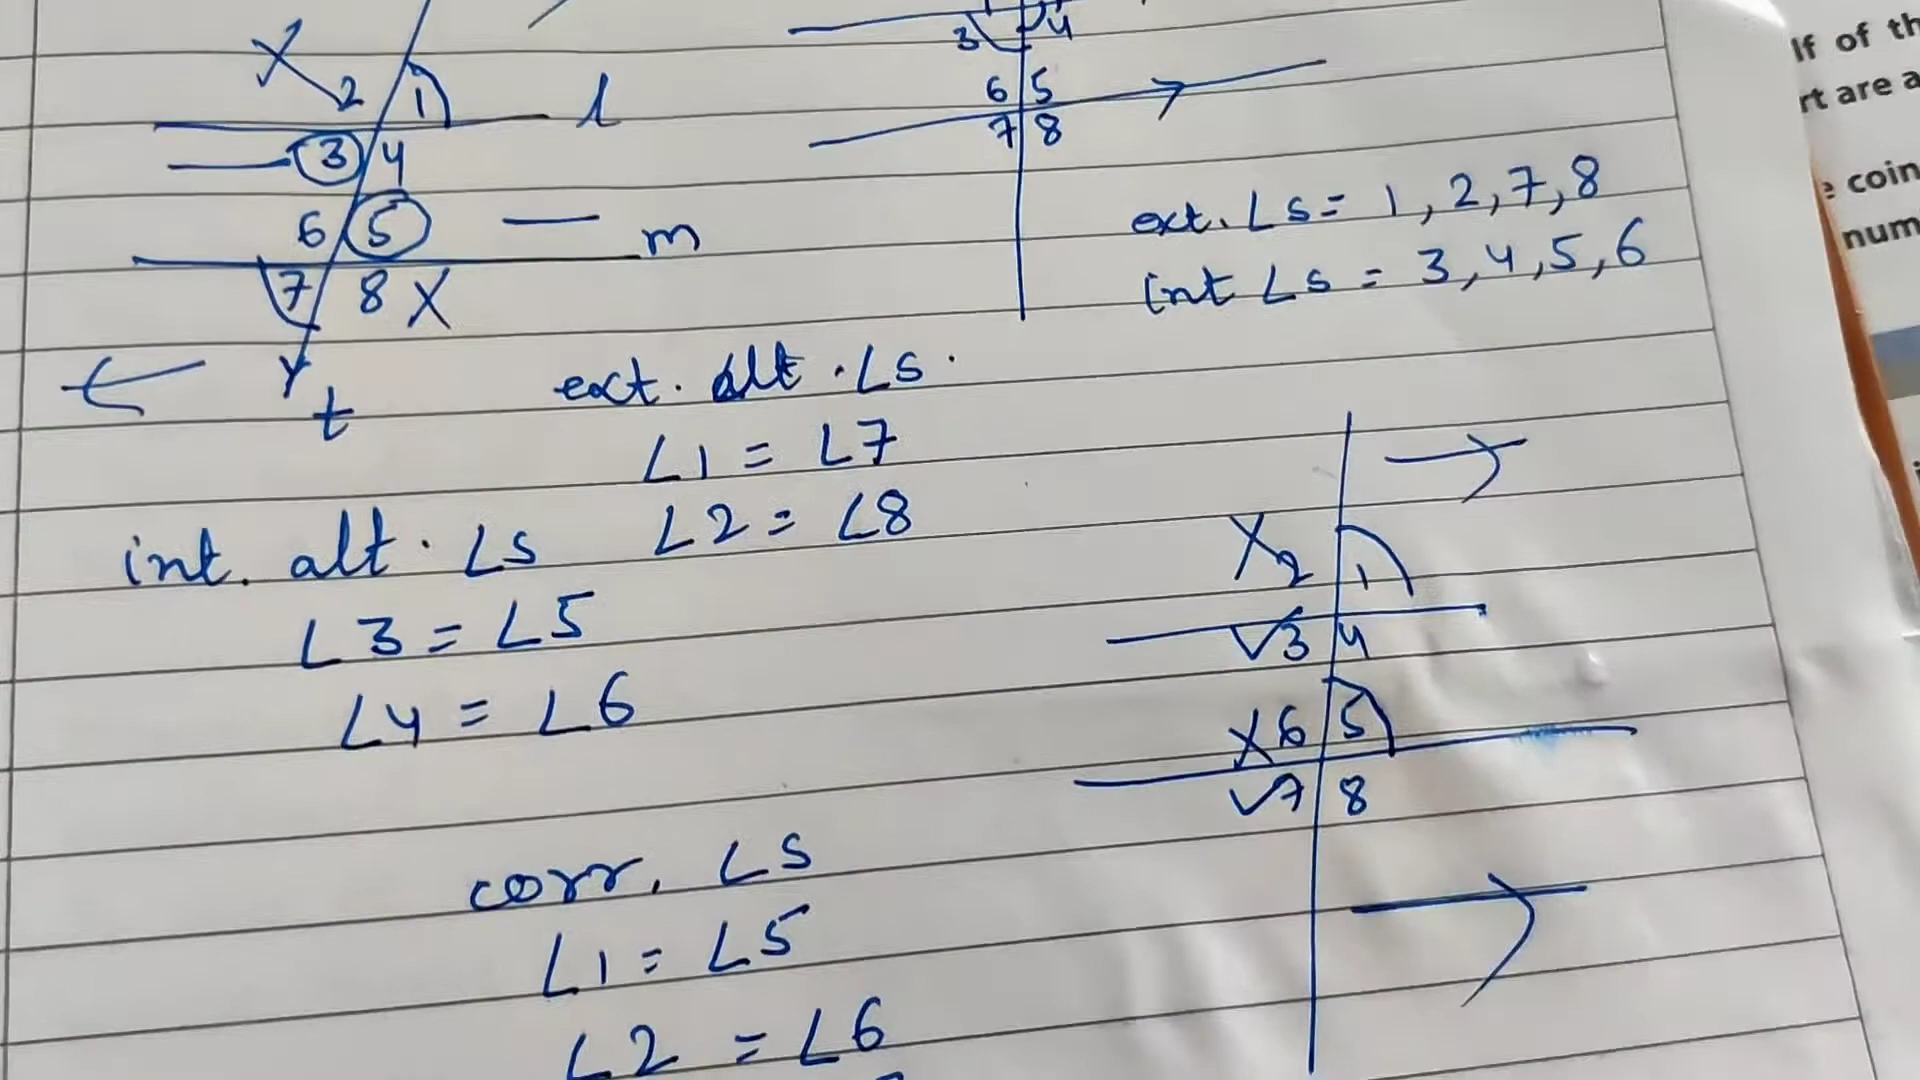 2 1 l
3 4
6 5 m
7 8
t
3 4
6 5
7 8
ext. ∠s = 1, 2, 7, 8
int ∠s = 3, 4, 5, 6
ext. alt. ∠s.
∠1 = ∠7
∠2 = ∠8
int. alt. ∠s
∠3 = ∠5
∠4 = ∠6
2 1
3 4
6 5
7 8
corr. ∠s
∠1 = ∠5
∠2 = ∠6
lf of th
rt are a
coin
num